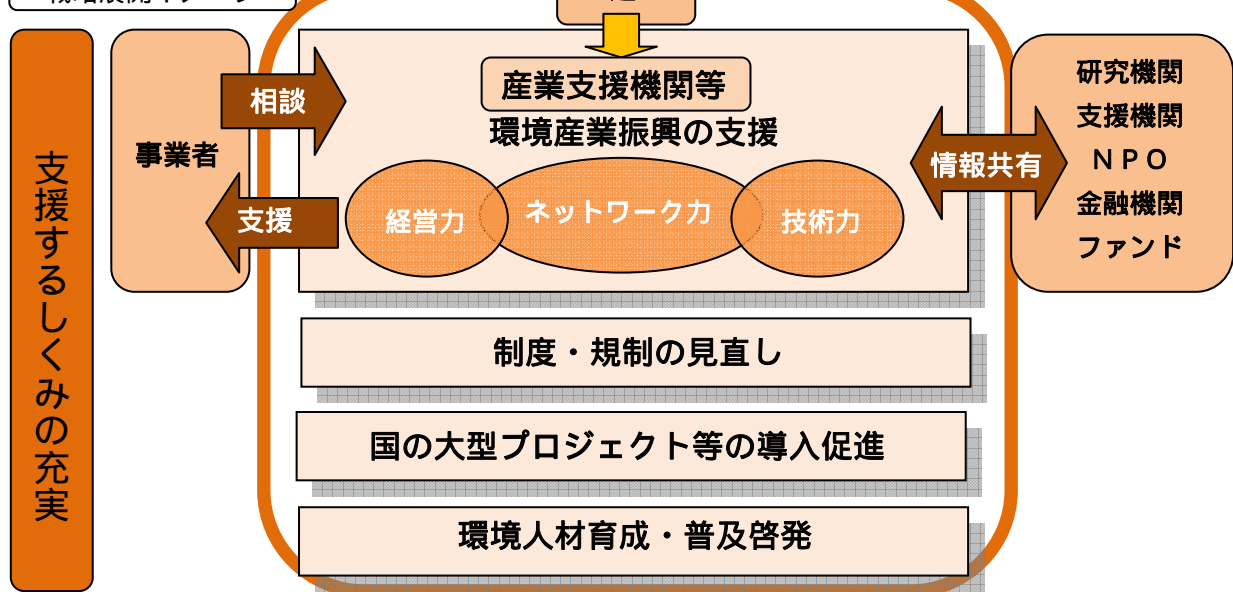 支援するしくみの充実
事業者
相談
支援
産業支援機関等
環境産業振興の支援
経営力
ネットワーク力
技術力
情報共有
研究機関
支援機関
ＮＰＯ
金融機関
ファンド
制度・規制の見直し
国の大型プロジェクト等の導入促進
環境人材育成・普及啓発